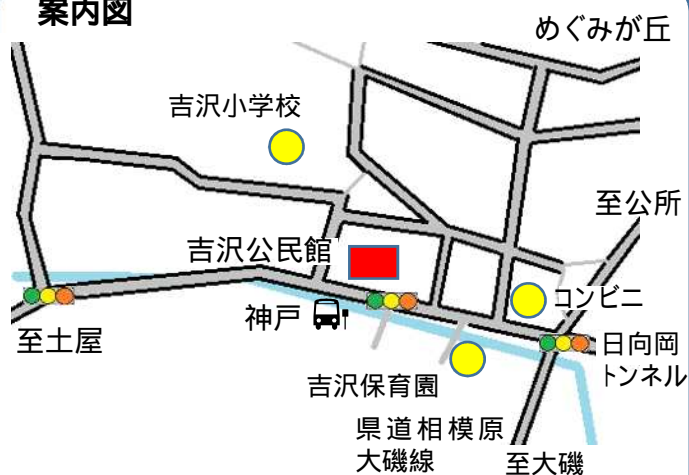 案内図
めぐみが丘
吉沢小学校
至公所
吉沢公民館
コンビニ
神戸
至土屋
日向岡
トンネル
吉沢保育園
県道相模原
大磯線
至大磯